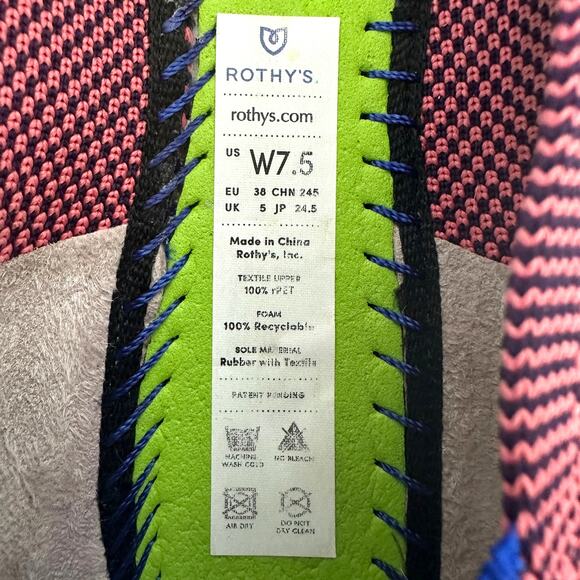 ROTHY'S.
rothys.com
US W7.5
EU 38 CHN 245
UK 5 JP 24.5
Made in China
Rothy's, Inc.
TEXTILE UPPER
100% rPET
FOAM
100% Recyclable
SOLE MATERIAL
Rubber with Textile
PATENT PENDING
MACHINE
WASH COLD
NO BLEACH
AIR DRY
DO NOT
DRY CLEAN